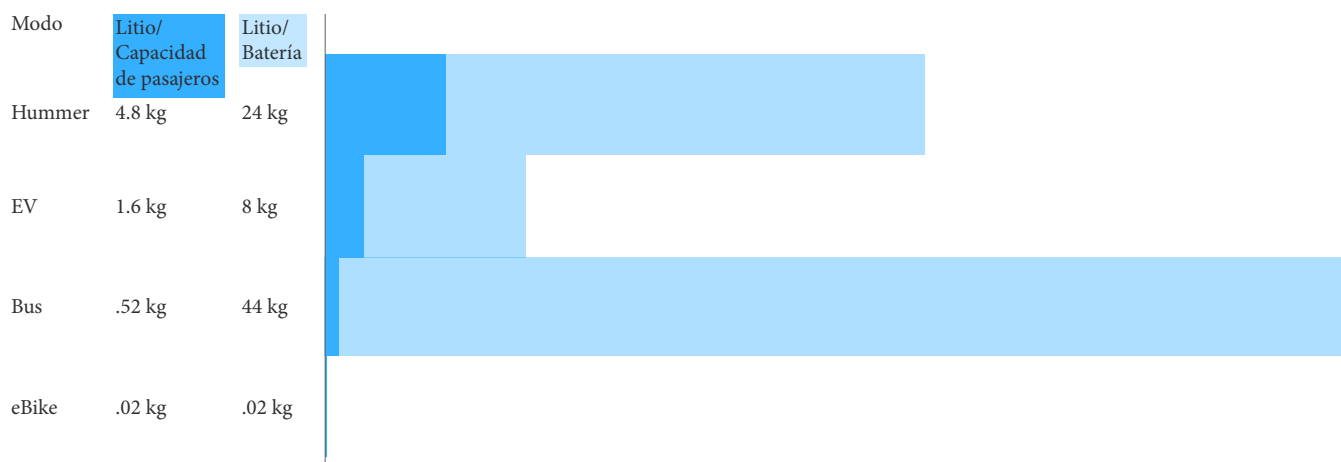 Modo
Litio/
Capacidad
de pasajeros
Litio/
Batería
Hummer 4.8 kg 24 kg
EV 1.6 kg 8 kg
Bus .52 kg 44 kg
eBike .02 kg .02 kg